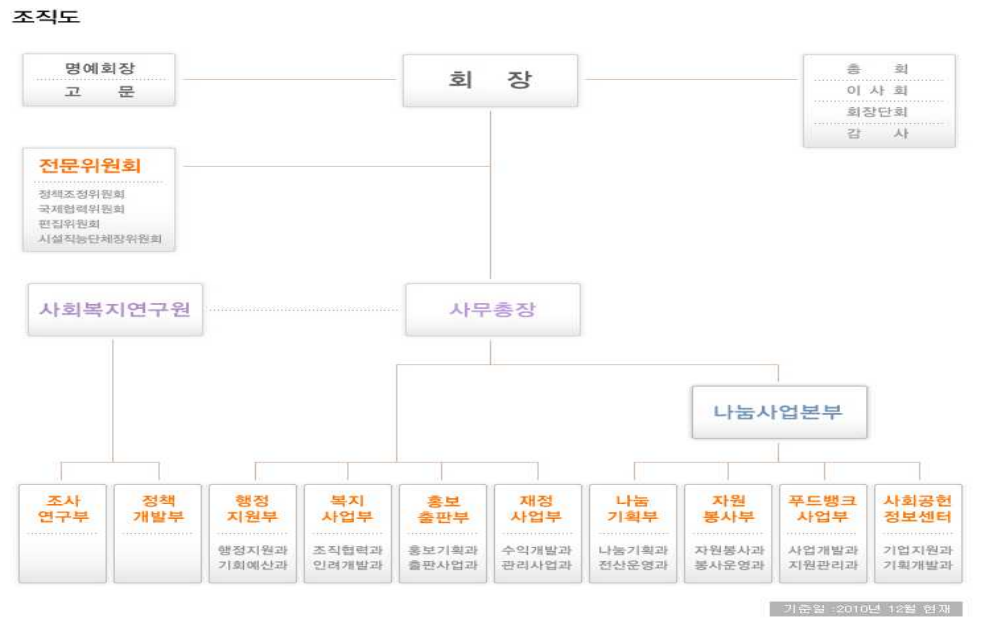 조직도
명예회장
고 문
회 장
총 회
이 사 회
회장단회
감 사
전문위원회
정책조정위원회
국제협력위원회
편집위원회
시설직능단체장위원회
사회복지연구원
사무총장
나눔사업본부
조사
연구부
정책
개발부
행정
지원부
행정지원과
기회예산과
복지
사업부
조직협력과
인려개발과
홍보
출판부
홍보기획과
출판사업과
재정
사업부
수익개발과
관리사업과
나눔
기획부
나눔기획과
전산운영과
자원
봉사부
자원봉사과
봉사운영과
푸드뱅크
사업부
사업개발과
지원관리과
사회공헌
정보센터
기업지원과
기획개발과
기준일 :2010년 12월 현재